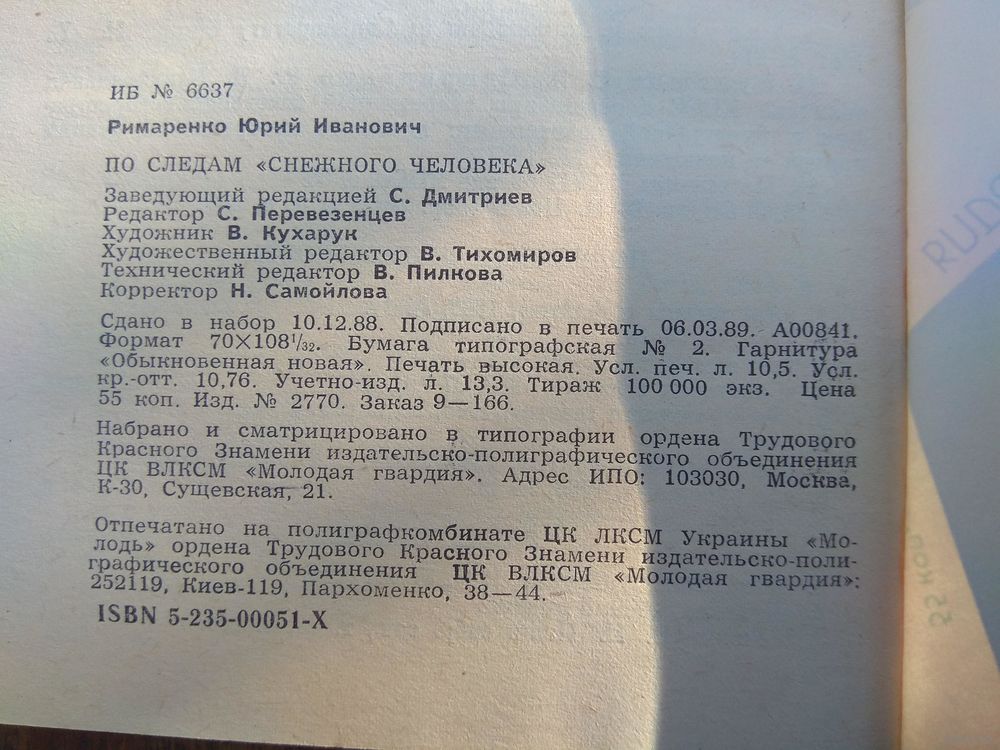 ИБ № 6637
Римаренко Юрий Иванович
ПО СЛЕДАМ «СНЕЖНОГО ЧЕЛОВЕКА»
Заведующий редакцией С. Дмитриев
Редактор С. Перевезенцев
Художник В. Кухарук
Художественный редактор В. Тихомиров
Технический редактор В. Пилкова
Корректор Н. Самойлова
Сдано в набор 10.12.88. Подписано в печать 06.03.89. А00841.
Формат 70×108¹/₃₂. Бумага типографская № 2. Гарнитура
«Обыкновенная новая». Печать высокая. Усл. печ. л. 10,5. Усл.
кр.-отт. 10,76. Учетно-изд. л. 13,3. Тираж 100 000 экз. Цена
55 коп. Изд. № 2770. Заказ 9—166.
Набрано и сматрицировано в типографии ордена Трудового
Красного Знамени издательско-полиграфического объединения
ЦК ВЛКСМ «Молодая гвардия». Адрес ИПО: 103030, Москва,
К-30, Сущевская, 21.
Отпечатано на полиграфкомбинате ЦК ЛКСМ Украины «Мо-
лодь» ордена Трудового Красного Знамени издательско-поли-
графического объединения ЦК ВЛКСМ «Молодая гвардия»:
252119, Киев-119, Пархоменко, 38—44.
ISBN 5-235-00051-X
55 коп